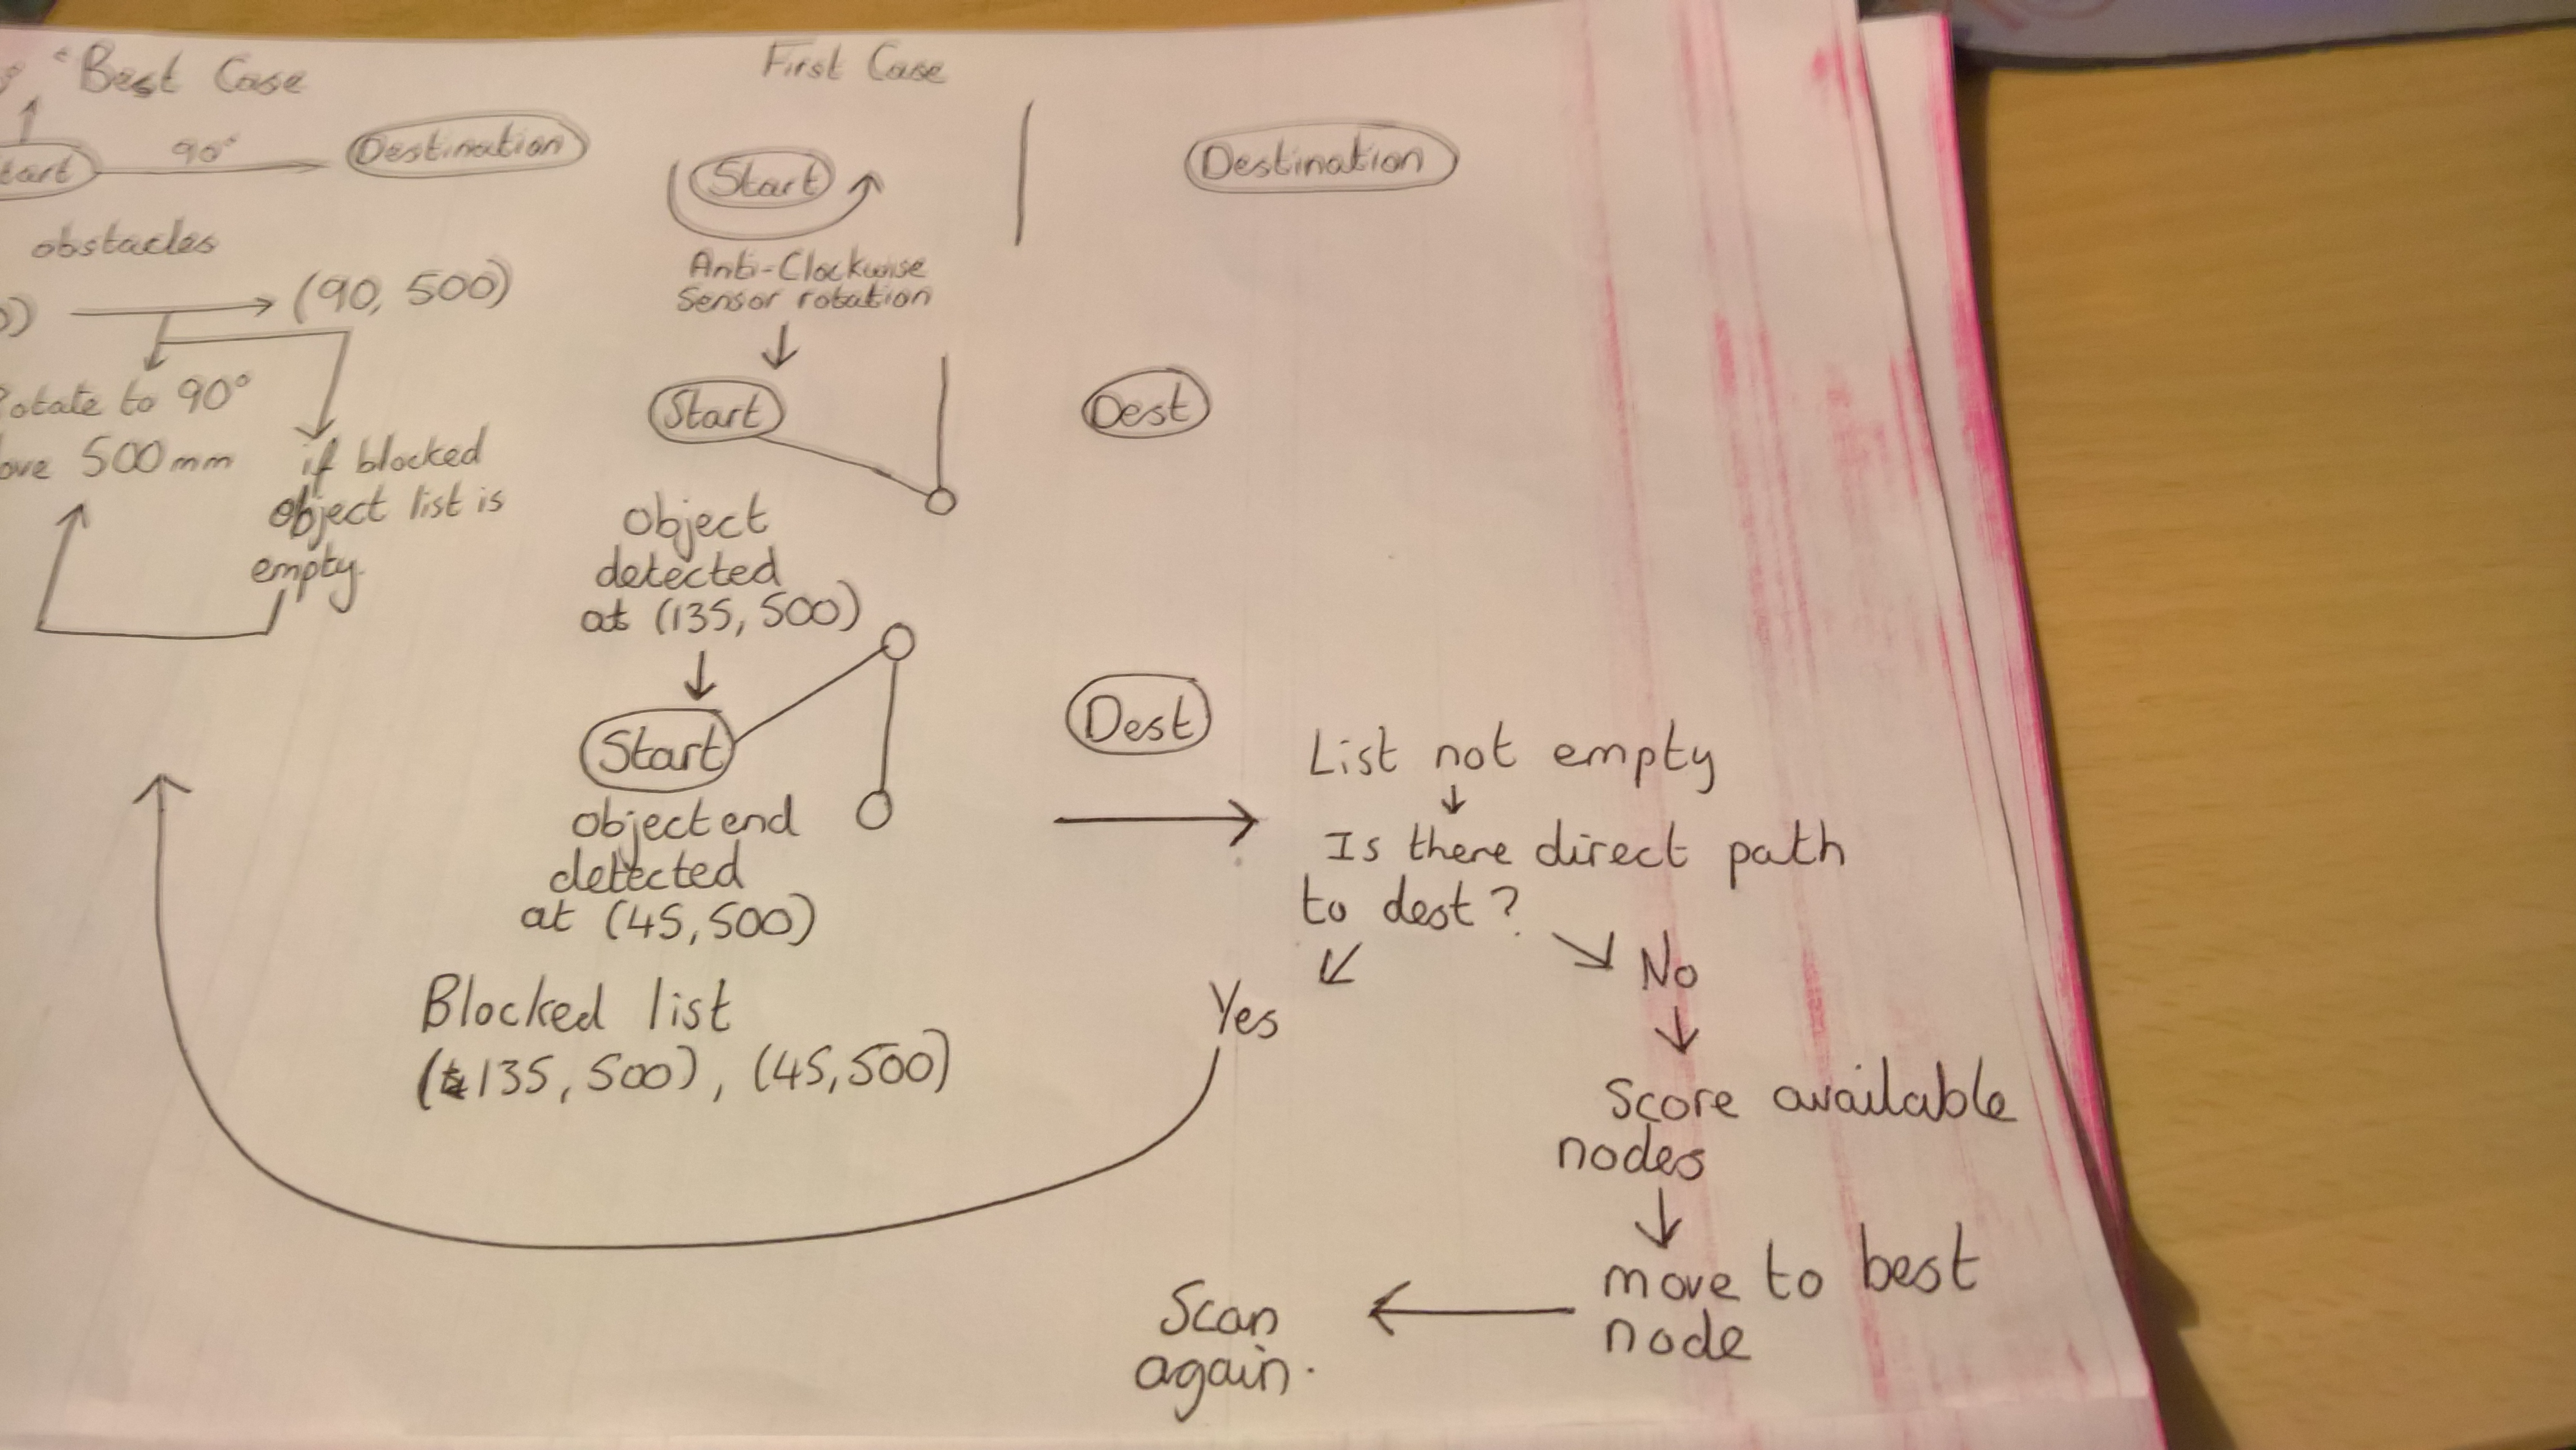 Best Case
90°
Destination
obstacles
(90, 500)
to 90°
500mm
if blocked
object list is
empty.
First Case
Start
Destination
Anti-Clockwise
Sensor rotation
Start
Dest
object
detected
at (135, 500)
Start
Dest
object end
detected
at (45, 500)
Blocked list
(135, 500), (45, 500)
List not empty
Is there direct path
to dest?
Yes
No
Score available
nodes
move to best
node
Scan
again.